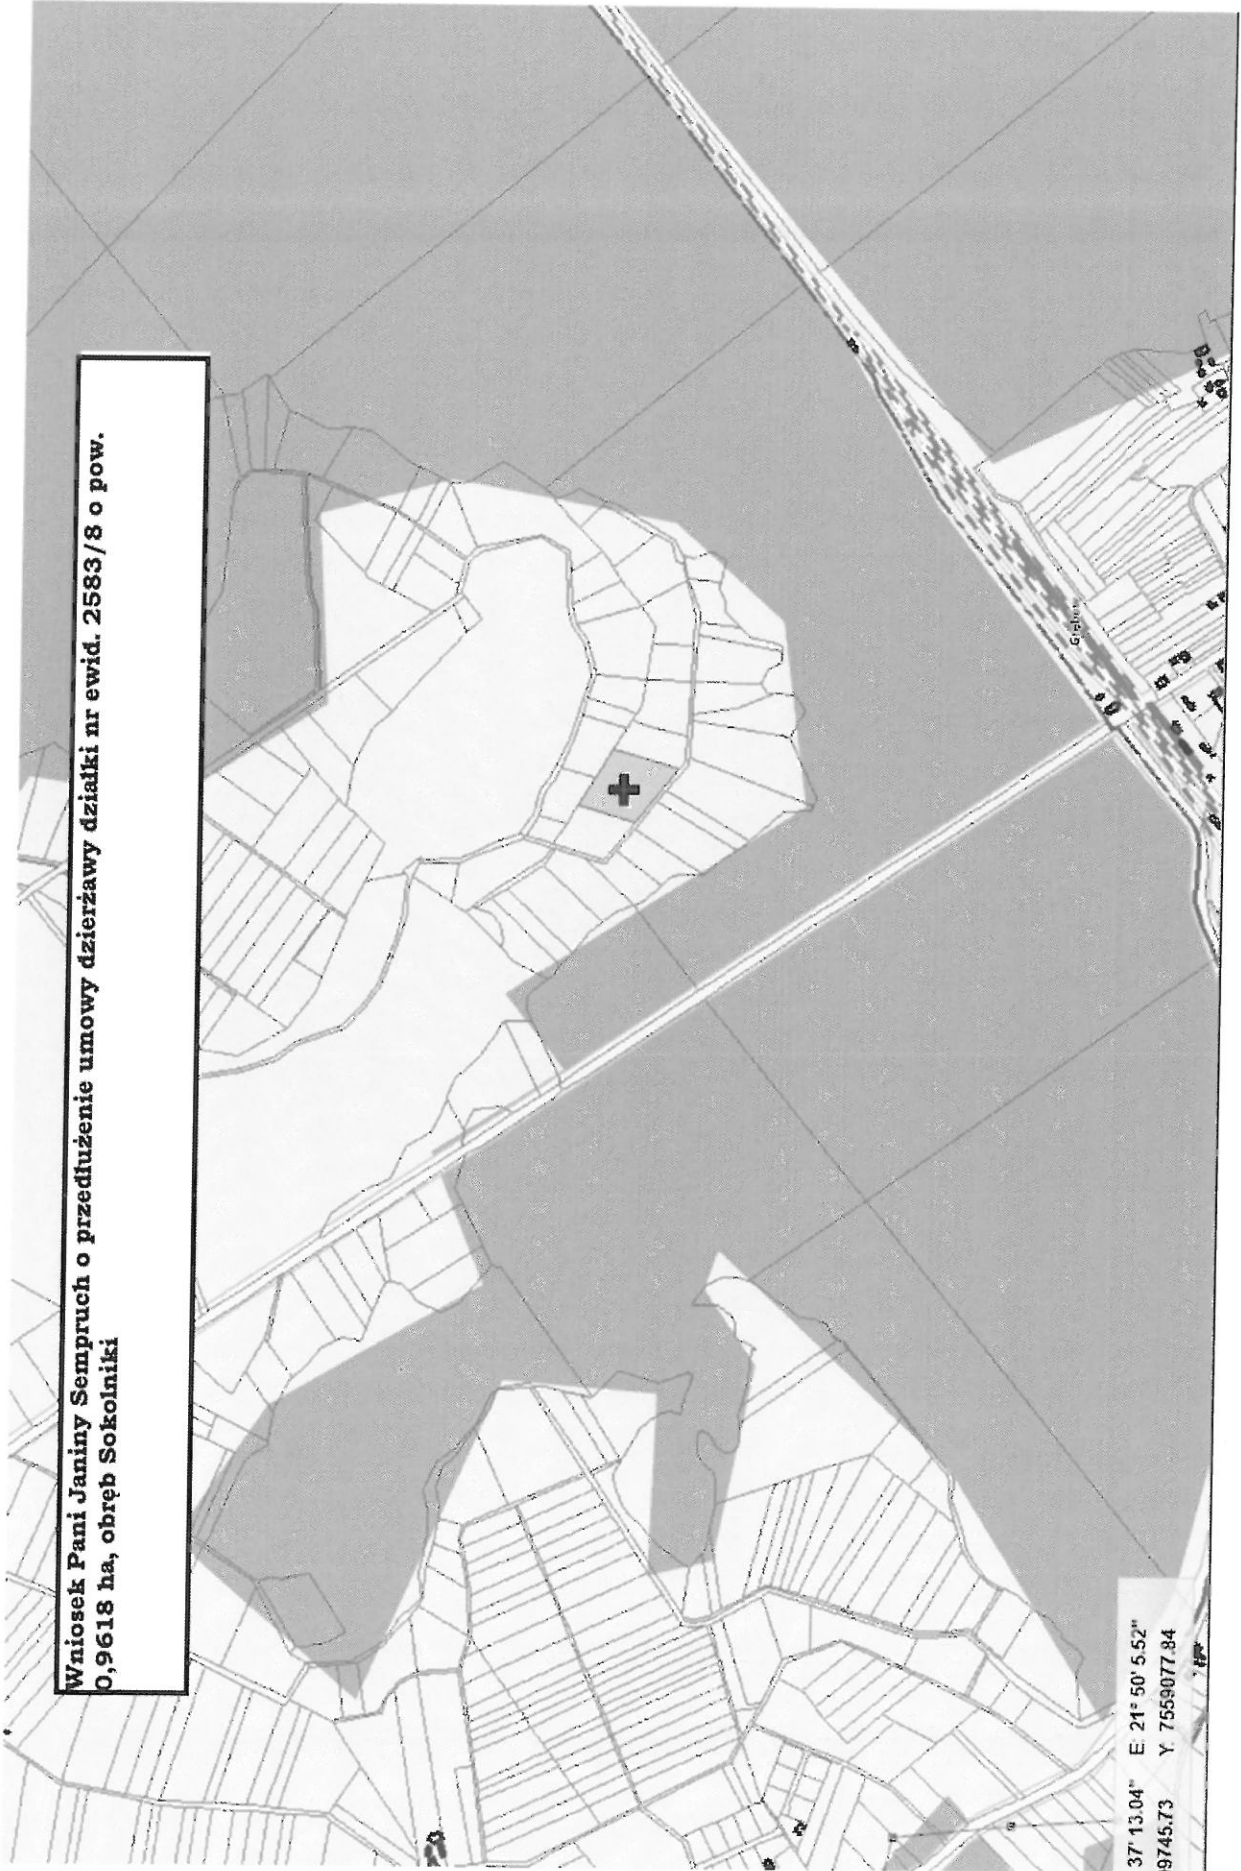 Wniosek Pani Janiny Sempruch o przedłużenie umowy dzierżawy działki nr ewid. 2583/8 o pow.
0,9618 ha, obręb Sokolniki
37' 13.04" E: 21° 50' 5.52"
9745.73 Y: 7559077.84